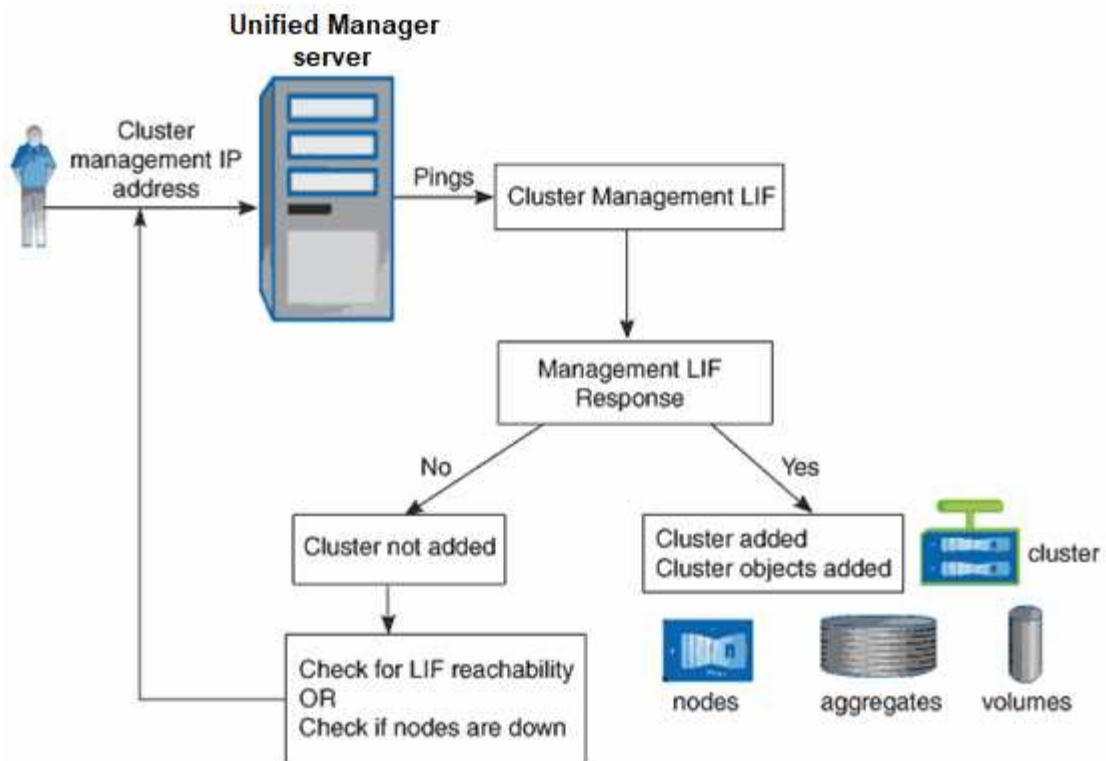 Unified Manager
server
Cluster
management IP
address
Pings
Cluster Management LIF
Management LIF
Response
No
Yes
Cluster not added
Cluster added
Cluster objects added
cluster
Check for LIF reachability
OR
Check if nodes are down
nodes
aggregates
volumes